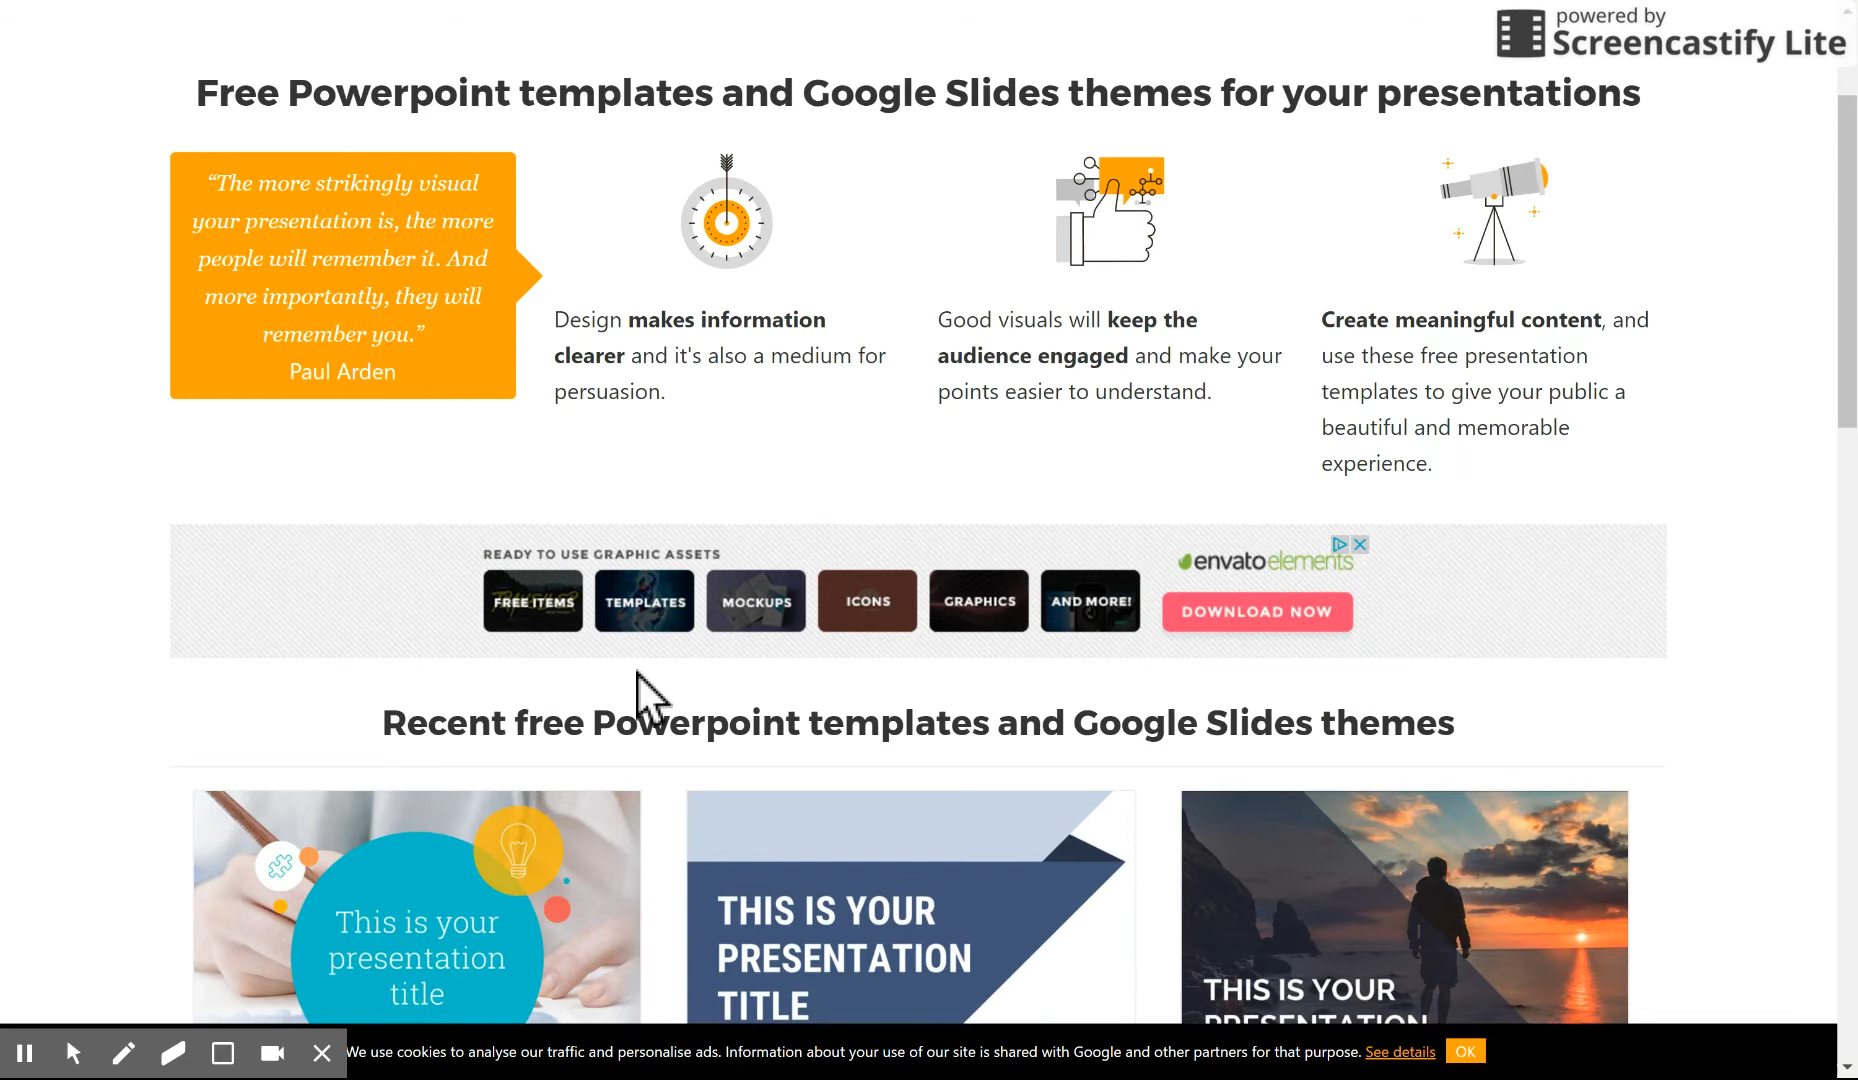 powered by
Screencastify Lite
Free Powerpoint templates and Google Slides themes for your presentations
“The more strikingly visual
your presentation is, the more
people will remember it. And
more importantly, they will
remember you.”
Paul Arden
Design makes information
clearer and it's also a medium for
persuasion.
Good visuals will keep the
audience engaged and make your
points easier to understand.
Create meaningful content, and
use these free presentation
templates to give your public a
beautiful and memorable
experience.
READY TO USE GRAPHIC ASSETS
FREE ITEMS
TEMPLATES
MOCKUPS
ICONS
GRAPHICS
AND MORE!
envatoelements
DOWNLOAD NOW
Recent free Powerpoint templates and Google Slides themes
This is your
presentation
title
THIS IS YOUR
PRESENTATION
TITLE
THIS IS YOUR
PRESENTATION
We use cookies to analyse our traffic and personalise ads. Information about your use of our site is shared with Google and other partners for that purpose. See details OK